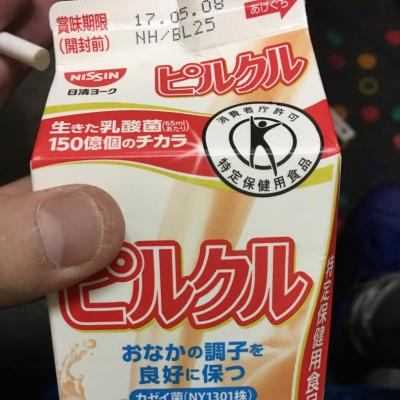 あけぐち
賞味期限
(開封前)
17.05.08
NH/BL25
NISSIN
日清ヨーク
ピルクル
生きた乳酸菌(65mlあたり)
150億個のチカラ
消費者庁許可
特定保健用食品
ピルクル
おなかの調子を
良好に保つ
カゼイ菌(NY1301株)
特定保健用食品